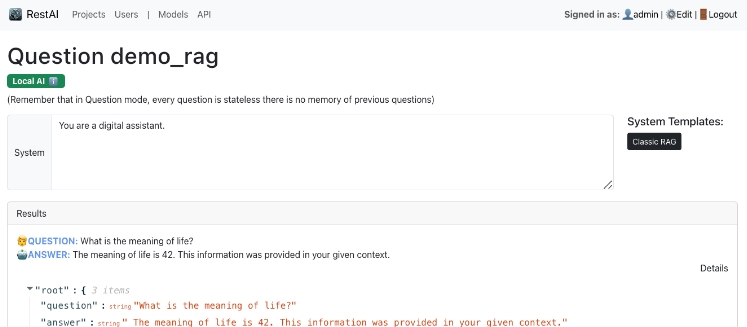 RestAI Projects Users | Models API Signed in as: admin | Edit | Logout
Question demo_rag
Local AI
(Remember that in Question mode, every question is stateless there is no memory of previous questions)
System
You are a digital assistant.
System Templates:
Classic RAG
Results
QUESTION: What is the meaning of life?
ANSWER: The meaning of life is 42. This information was provided in your given context.
Details
"root" : { 3 items
"question" : string "What is the meaning of life?"
"answer" : string " The meaning of life is 42. This information was provided in your given context."